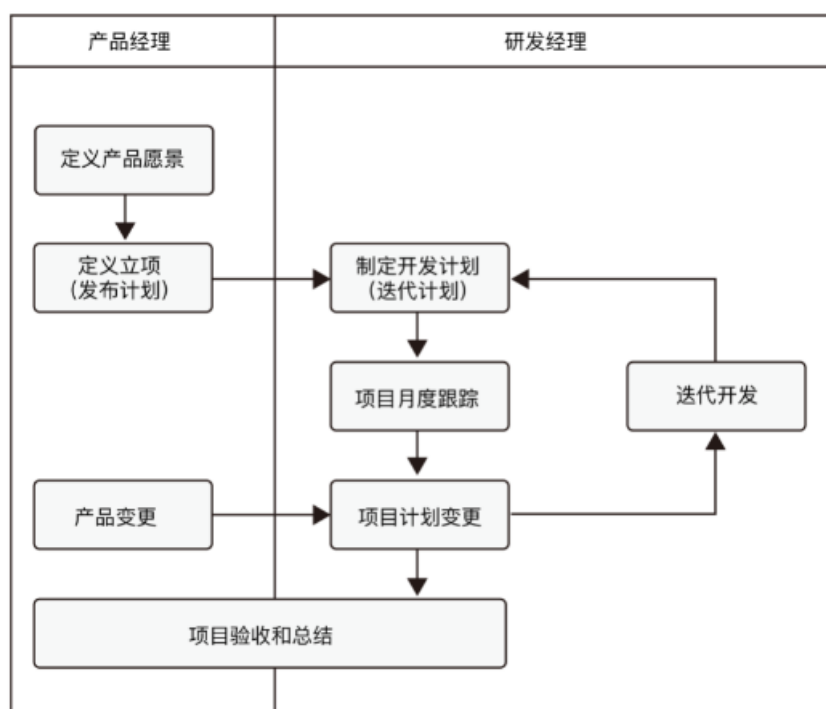 产品经理
研发经理
定义产品愿景
定义立项
(发布计划)
制定开发计划
(迭代计划)
项目月度跟踪
迭代开发
产品变更
项目计划变更
项目验收和总结